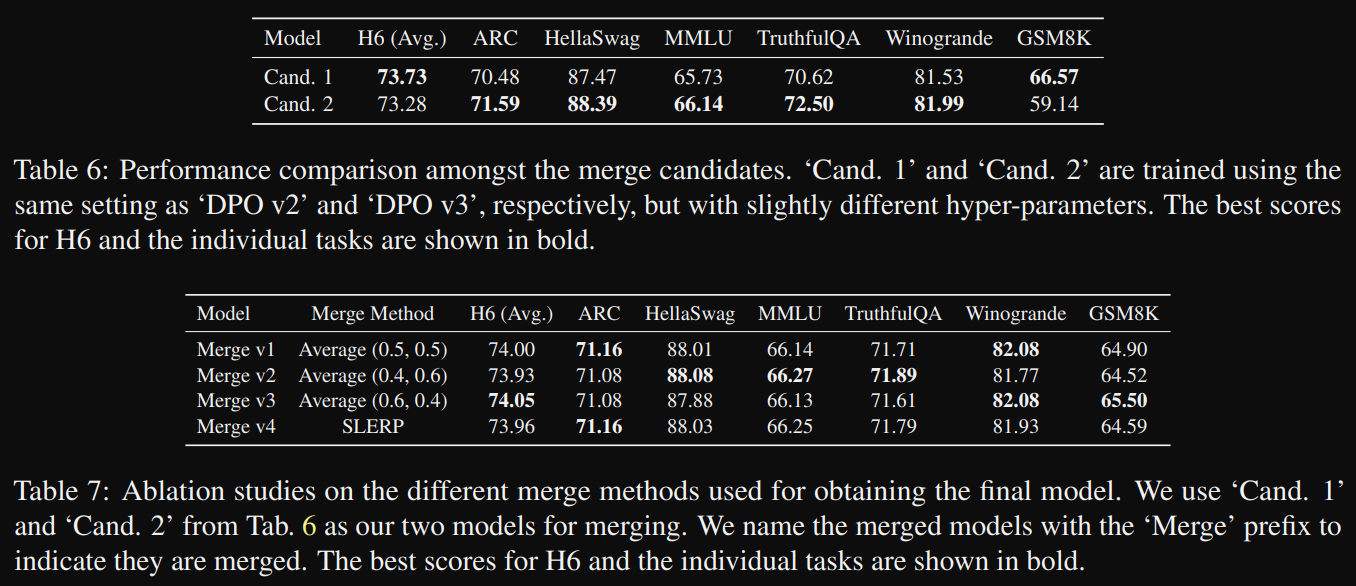 Model H6 (Avg.) ARC HellaSwag MMLU TruthfulQA Winogrande GSM8K
Cand. 1 73.73 70.48 87.47 65.73 70.62 81.53 66.57
Cand. 2 73.28 71.59 88.39 66.14 72.50 81.99 59.14
Table 6: Performance comparison amongst the merge candidates. ‘Cand. 1’ and ‘Cand. 2’ are trained using the
same setting as ‘DPO v2’ and ‘DPO v3’, respectively, but with slightly different hyper-parameters. The best scores
for H6 and the individual tasks are shown in bold.
Model Merge Method H6 (Avg.) ARC HellaSwag MMLU TruthfulQA Winogrande GSM8K
Merge v1 Average (0.5, 0.5) 74.00 71.16 88.01 66.14 71.71 82.08 64.90
Merge v2 Average (0.4, 0.6) 73.93 71.08 88.08 66.27 71.89 81.77 64.52
Merge v3 Average (0.6, 0.4) 74.05 71.08 87.88 66.13 71.61 82.08 65.50
Merge v4 SLERP 73.96 71.16 88.03 66.25 71.79 81.93 64.59
Table 7: Ablation studies on the different merge methods used for obtaining the final model. We use ‘Cand. 1’
and ‘Cand. 2’ from Tab. 6 as our two models for merging. We name the merged models with the ‘Merge’ prefix to
indicate they are merged. The best scores for H6 and the individual tasks are shown in bold.